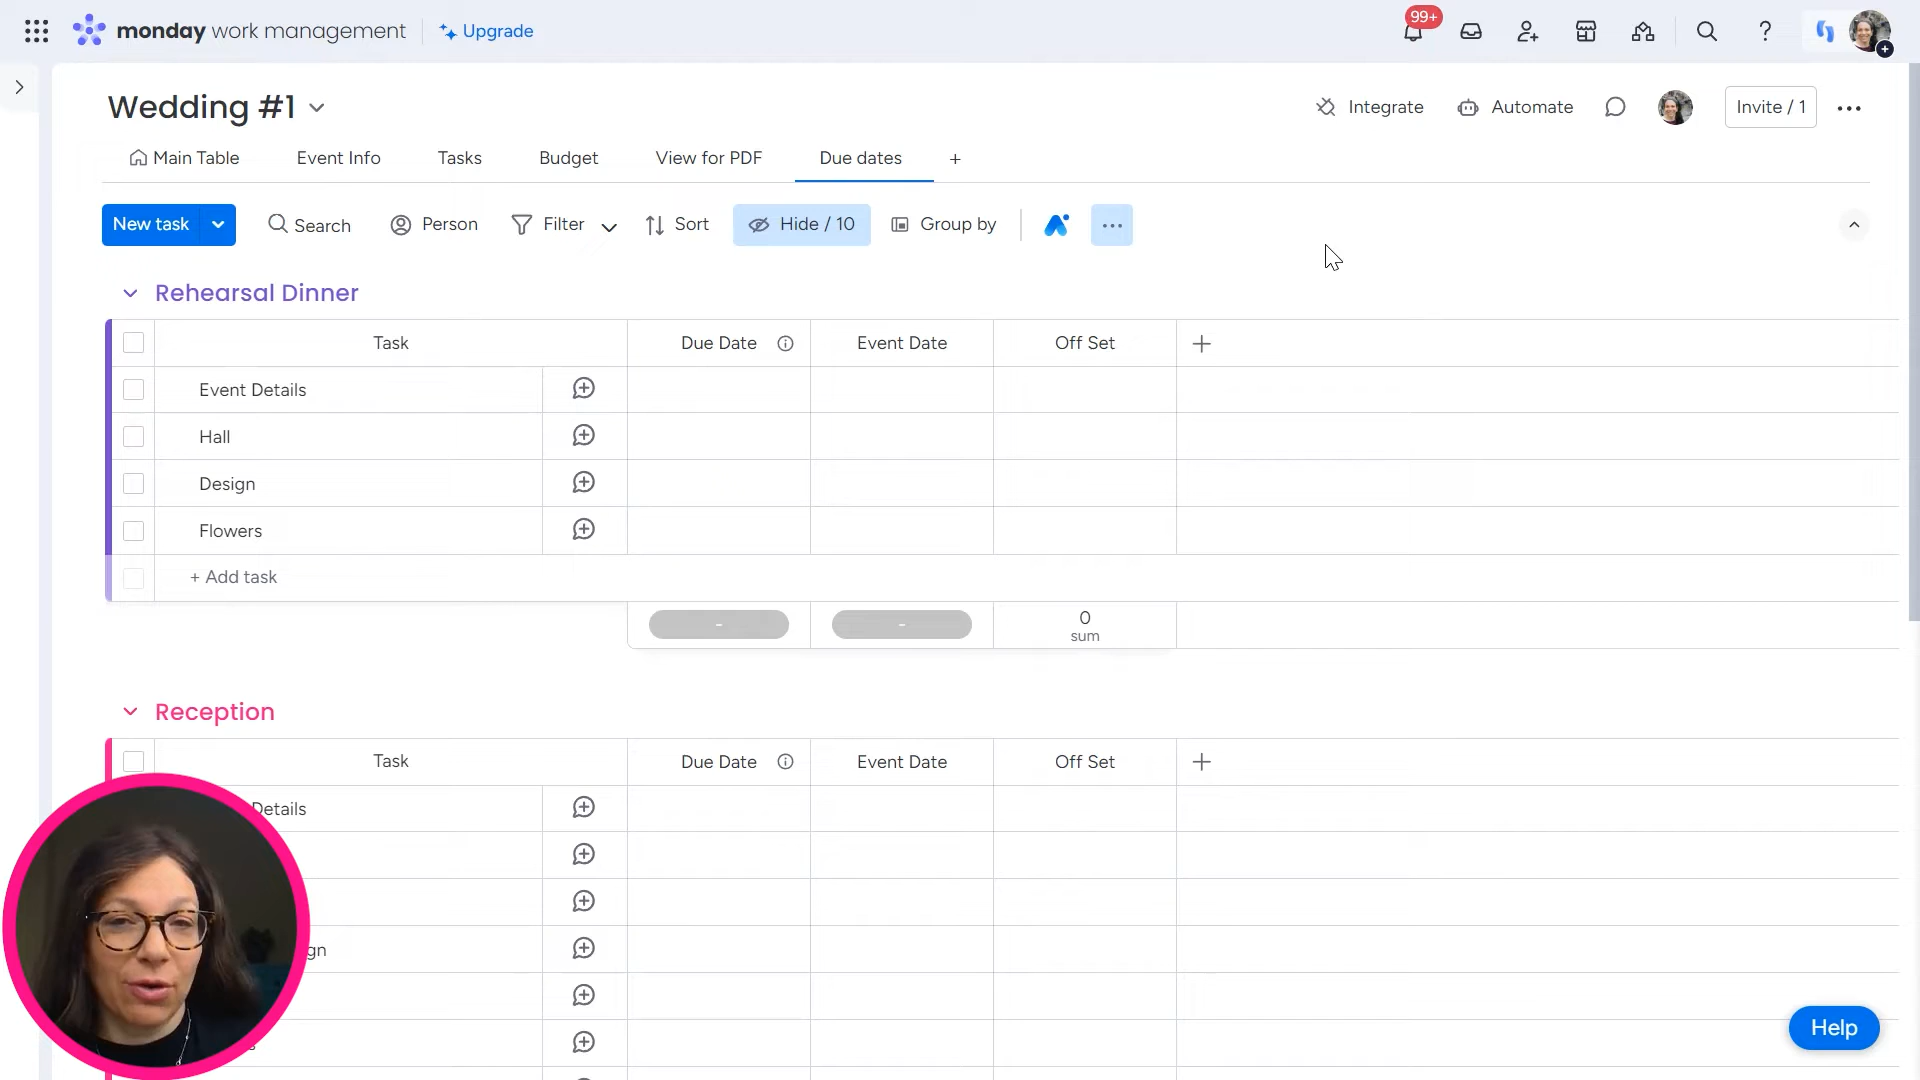 monday work management
Upgrade
99+
Wedding #1
Integrate
Automate
Invite / 1
Main Table
Event Info
Tasks
Budget
View for PDF
Due dates
New task
Search
Person
Filter
Sort
Hide / 10
Group by
Rehearsal Dinner
Task
Due Date
Event Date
Off Set
Event Details
Hall
Design
Flowers
+ Add task
-
-
0
sum
Reception
Task
Due Date
Event Date
Off Set
Details
gn
s
Help